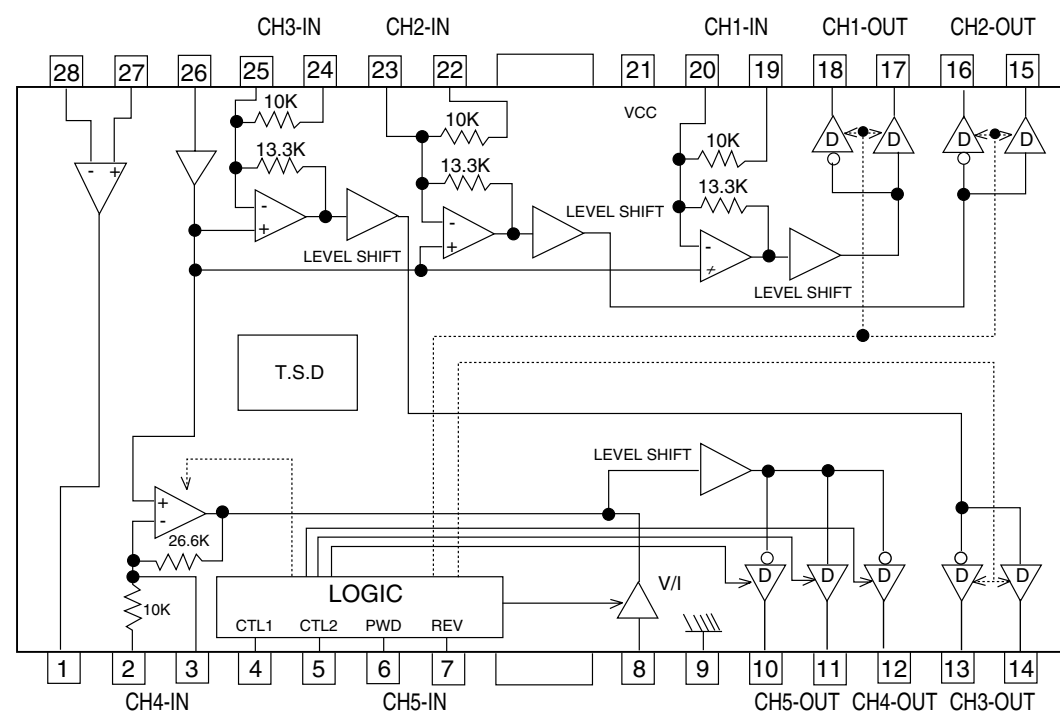 CH3-IN CH2-IN CH1-IN CH1-OUT CH2-OUT
28 27 26 25 24 23 22 21 20 19 18 17 16 15
VCC
10K
10K
10K
13.3K
13.3K
13.3K
D D D D
- +
-
+
-
+
-
≠
LEVEL SHIFT
LEVEL SHIFT
LEVEL SHIFT
T.S.D
LEVEL SHIFT
+
-
26.6K
10K
LOGIC
CTL1 CTL2 PWD REV
V/I
D D D D D
1 2 3 4 5 6 7 8 9 10 11 12 13 14
CH4-IN CH5-IN CH5-OUT CH4-OUT CH3-OUT